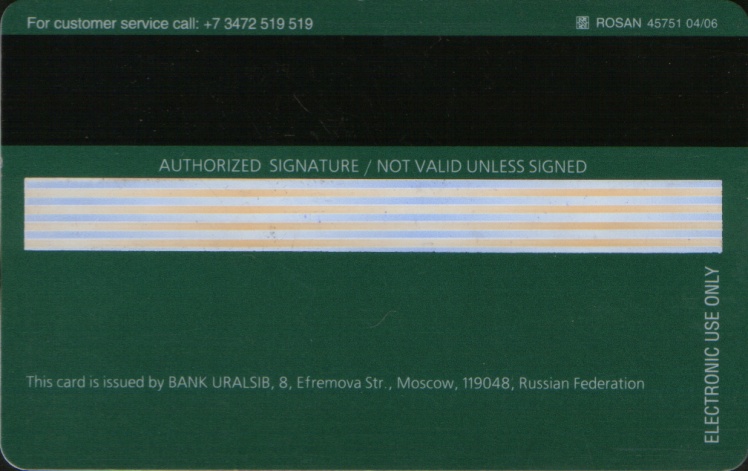 For customer service call: +7 3472 519 519
ROSAN 45751 04/06
AUTHORIZED SIGNATURE / NOT VALID UNLESS SIGNED
ELECTRONIC USE ONLY
This card is issued by BANK URALSIB, 8, Efremova Str., Moscow, 119048, Russian Federation